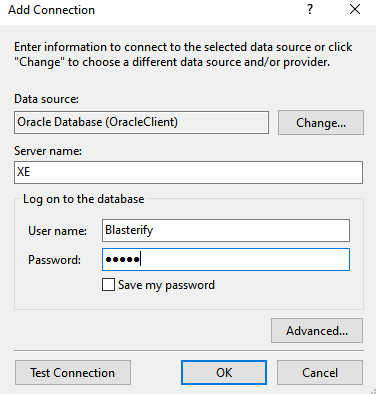 Add Connection
?
Enter information to connect to the selected data source or click
"Change" to choose a different data source and/or provider.
Data source:
Oracle Database (OracleClient)
Change...
Server name:
XE
Log on to the database
User name:
Blasterify
Password:
●●●●●
Save my password
Advanced...
Test Connection
OK
Cancel